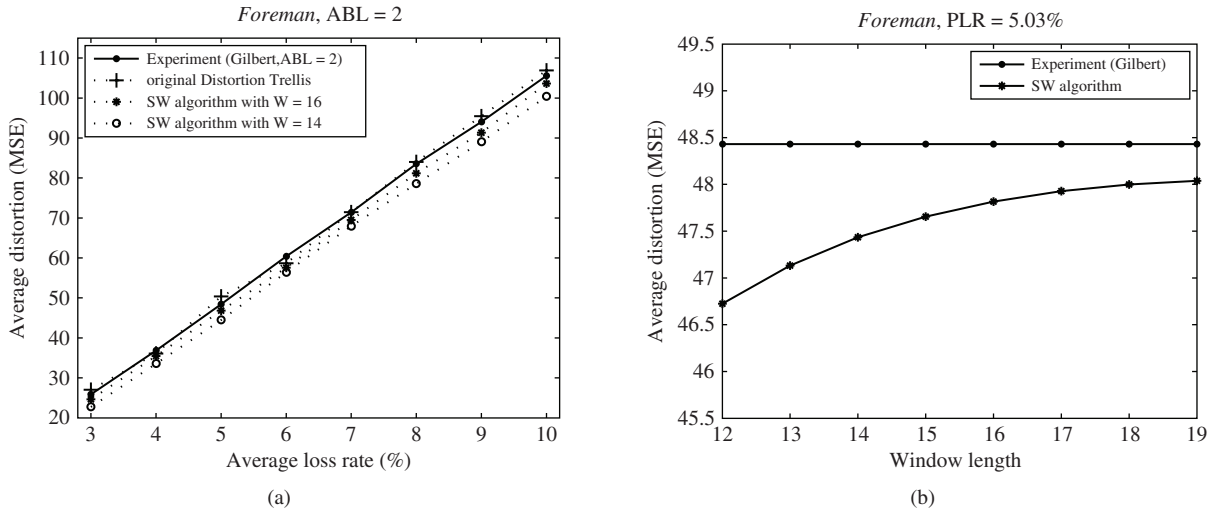 Foreman, ABL = 2
110
100
90
80
70
60
50
40
30
20
Average distortion (MSE)
Experiment (Gilbert,ABL = 2)
original Distortion Trellis
SW algorithm with W = 16
SW algorithm with W = 14
3 4 5 6 7 8 9 10
Average loss rate (%)
(a)
Foreman, PLR = 5.03%
49.5
49
48.5
48
47.5
47
46.5
46
45.5
Average distortion (MSE)
Experiment (Gilbert)
SW algorithm
12 13 14 15 16 17 18 19
Window length
(b)